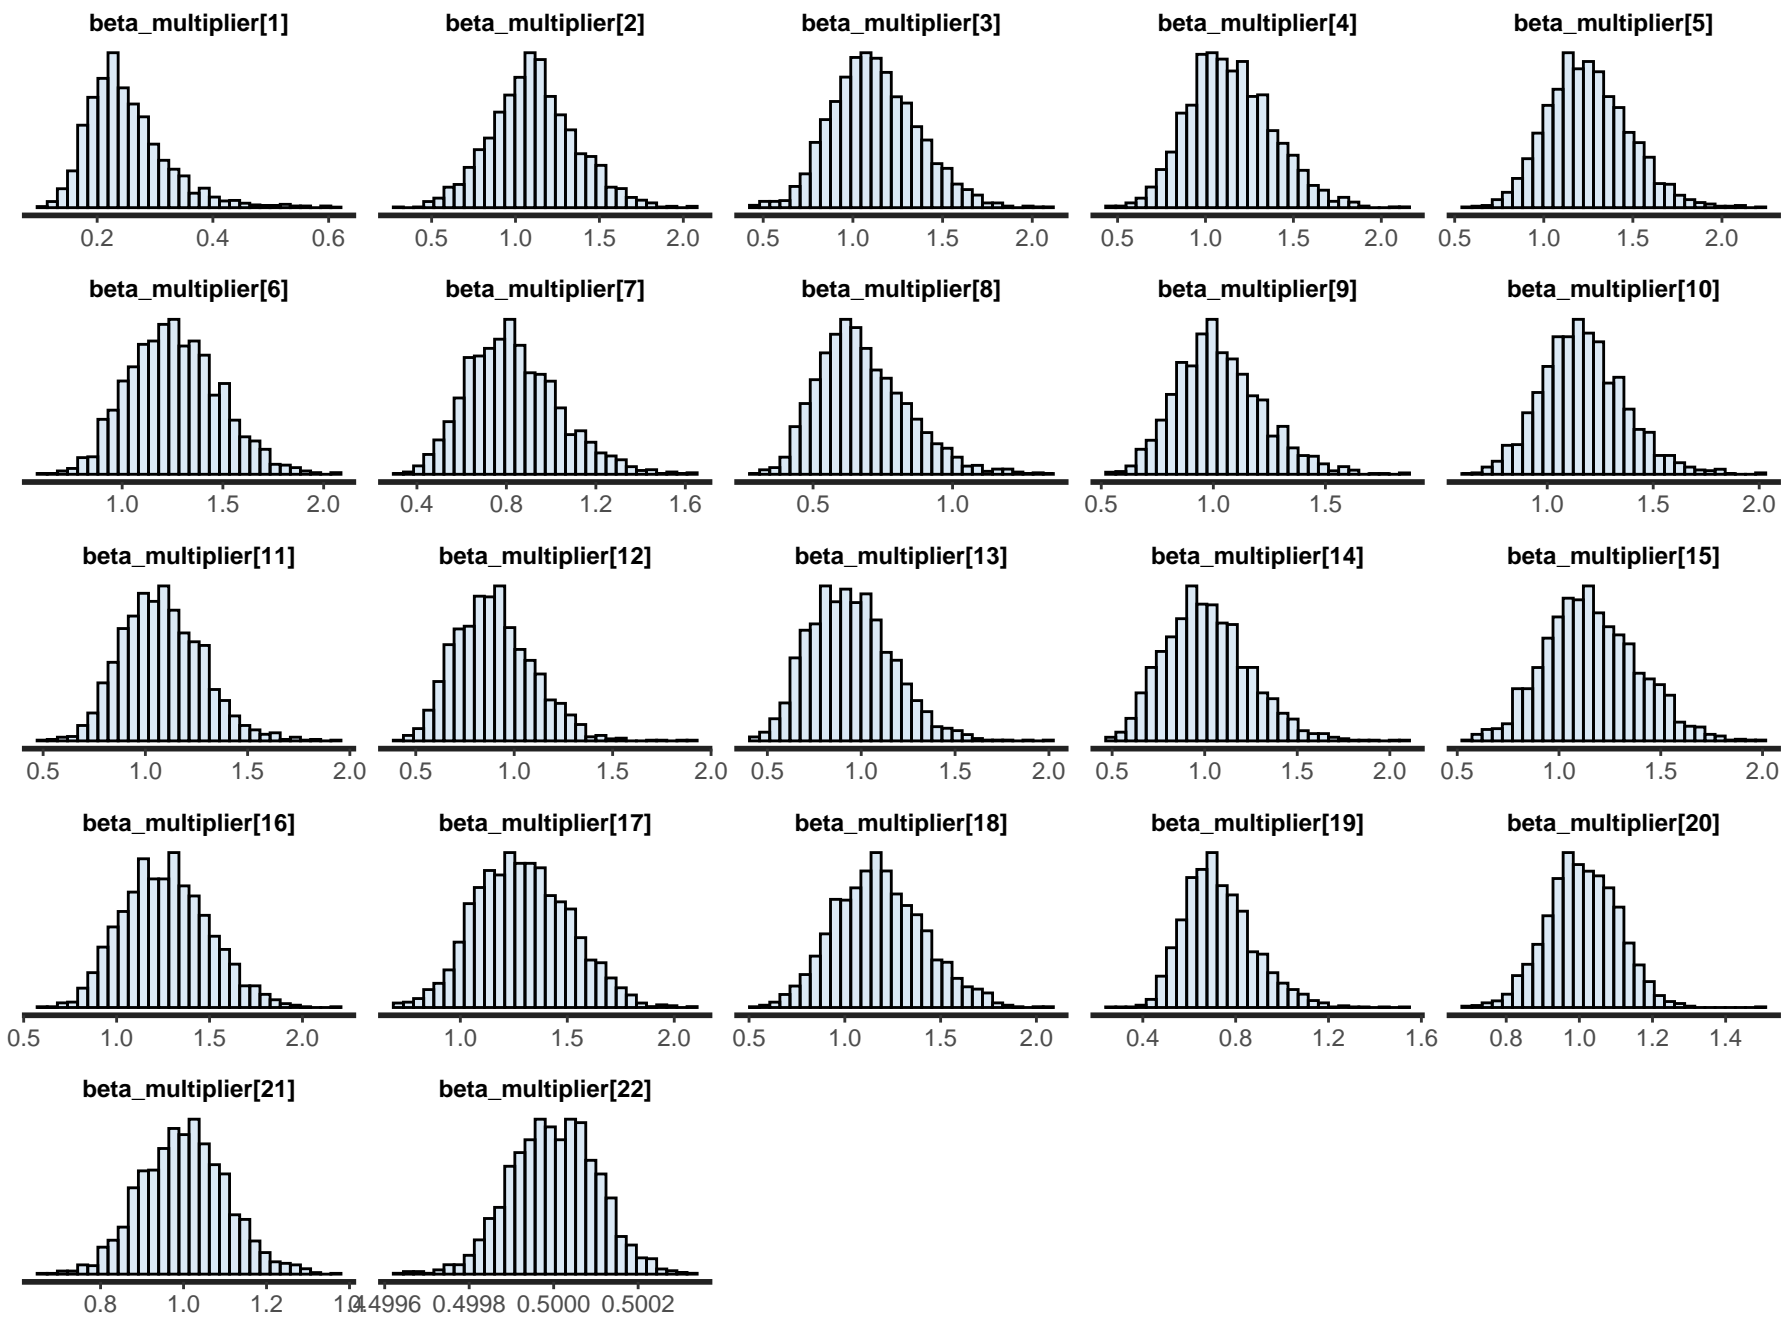 beta_multiplier[1] beta_multiplier[2] beta_multiplier[3] beta_multiplier[4] beta_multiplier[5]
0.2 0.4 0.6 0.5 1.0 1.5 2.0 0.5 1.0 1.5 2.0 0.5 1.0 1.5 2.0 0.5 1.0 1.5 2.0
beta_multiplier[6] beta_multiplier[7] beta_multiplier[8] beta_multiplier[9] beta_multiplier[10]
1.0 1.5 2.0 0.4 0.8 1.2 1.6 0.5 1.0 0.5 1.0 1.5 1.0 1.5 2.0
beta_multiplier[11] beta_multiplier[12] beta_multiplier[13] beta_multiplier[14] beta_multiplier[15]
0.5 1.0 1.5 2.0 0.5 1.0 1.5 2.0 0.5 1.0 1.5 2.0 0.5 1.0 1.5 2.0 0.5 1.0 1.5 2.0
beta_multiplier[16] beta_multiplier[17] beta_multiplier[18] beta_multiplier[19] beta_multiplier[20]
0.5 1.0 1.5 2.0 1.0 1.5 2.0 0.5 1.0 1.5 2.0 0.4 0.8 1.2 1.6 0.8 1.0 1.2 1.4
beta_multiplier[21] beta_multiplier[22]
0.8 1.0 1.2 1.4 0.4996 0.4998 0.5000 0.5002